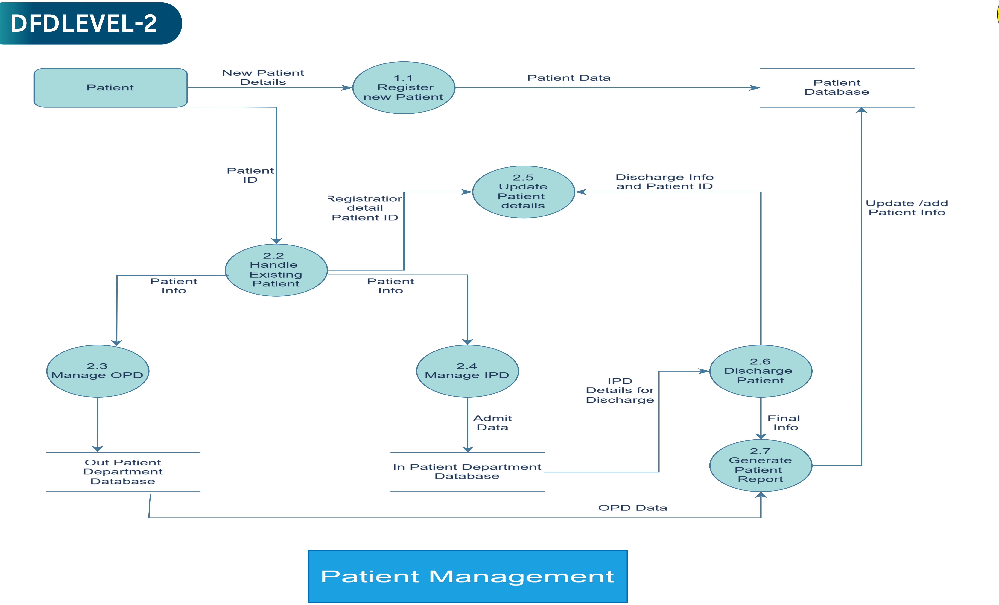 DFDLEVEL-2
Patient
New Patient
Details
1.1
Register
new Patient
Patient Data
Patient
Database
Patient
ID
Registration
detail
Patient ID
2.5
Update
Patient
details
Discharge Info
and Patient ID
Update /add
Patient Info
2.2
Handle
Existing
Patient
Patient
Info
Patient
Info
2.3
Manage OPD
2.4
Manage IPD
IPD
Details for
Discharge
2.6
Discharge
Patient
Admit
Data
Final
Info
Out Patient
Department
Database
In Patient Department
Database
2.7
Generate
Patient
Report
OPD Data
Patient Management